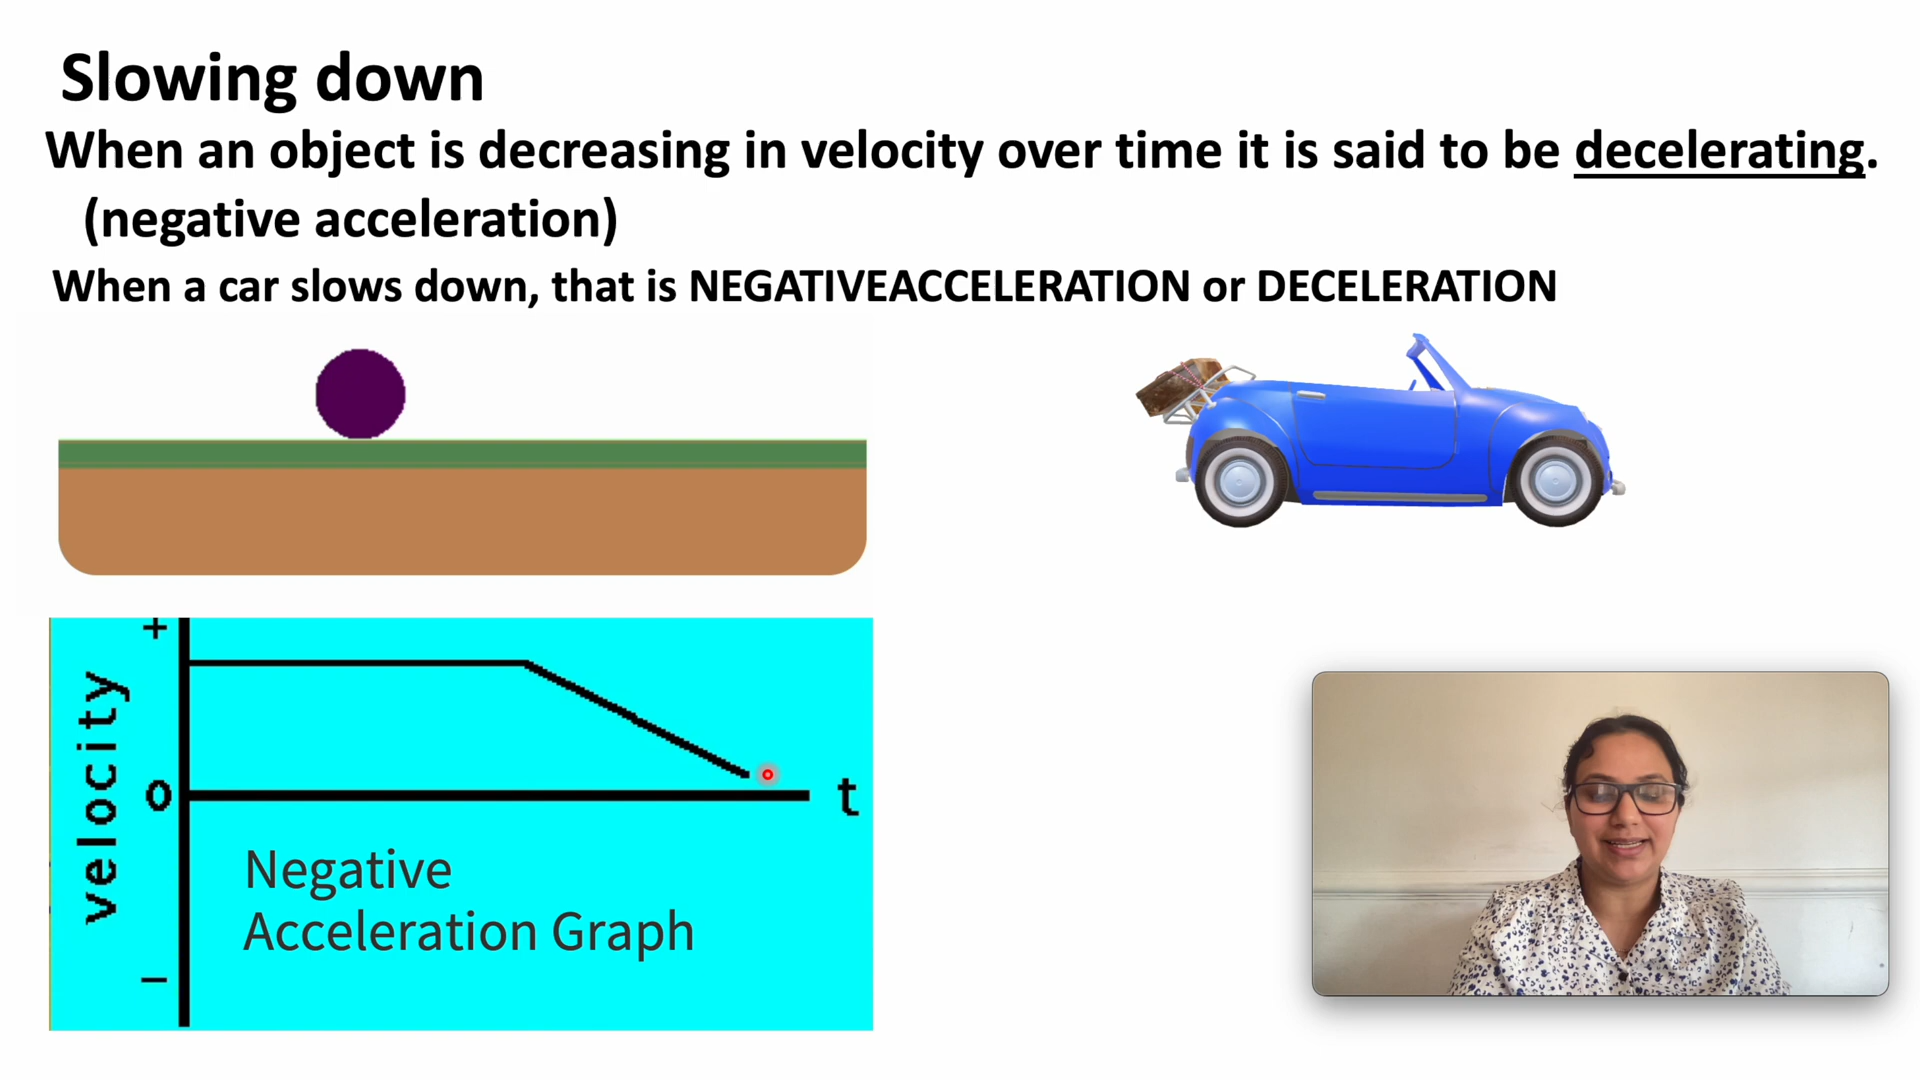 Slowing down
When an object is decreasing in velocity over time it is said to be decelerating.
(negative acceleration)
When a car slows down, that is NEGATIVEACCELERATION or DECELERATION
+
velocity
0
t
Negative
Acceleration Graph
–